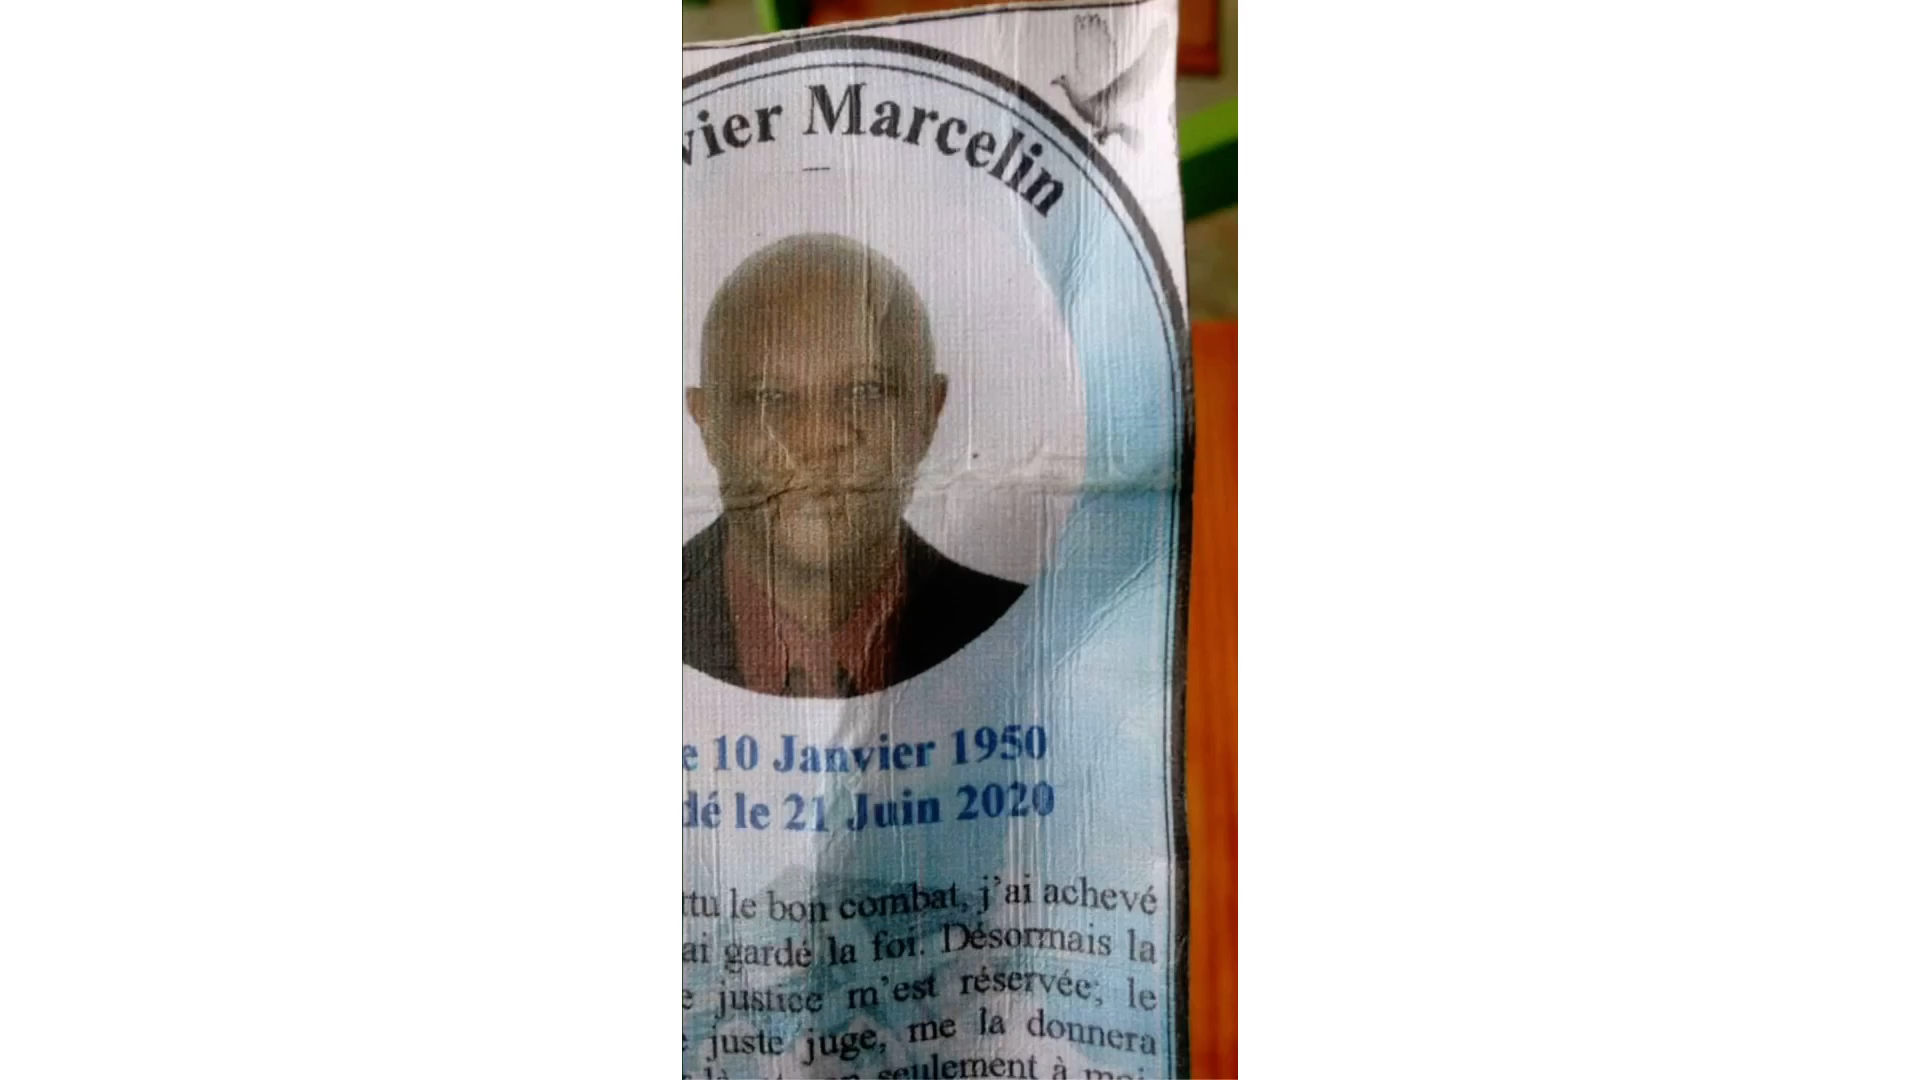 vier Marcelin
e 10 Janvier 1950
dé le 21 Juin 2020
ttu le bon combat, j'ai achevé
ai gardé la foi. Désormais la
e justice m'est réservée; le
e juste juge, me la donnera
seulement à moi